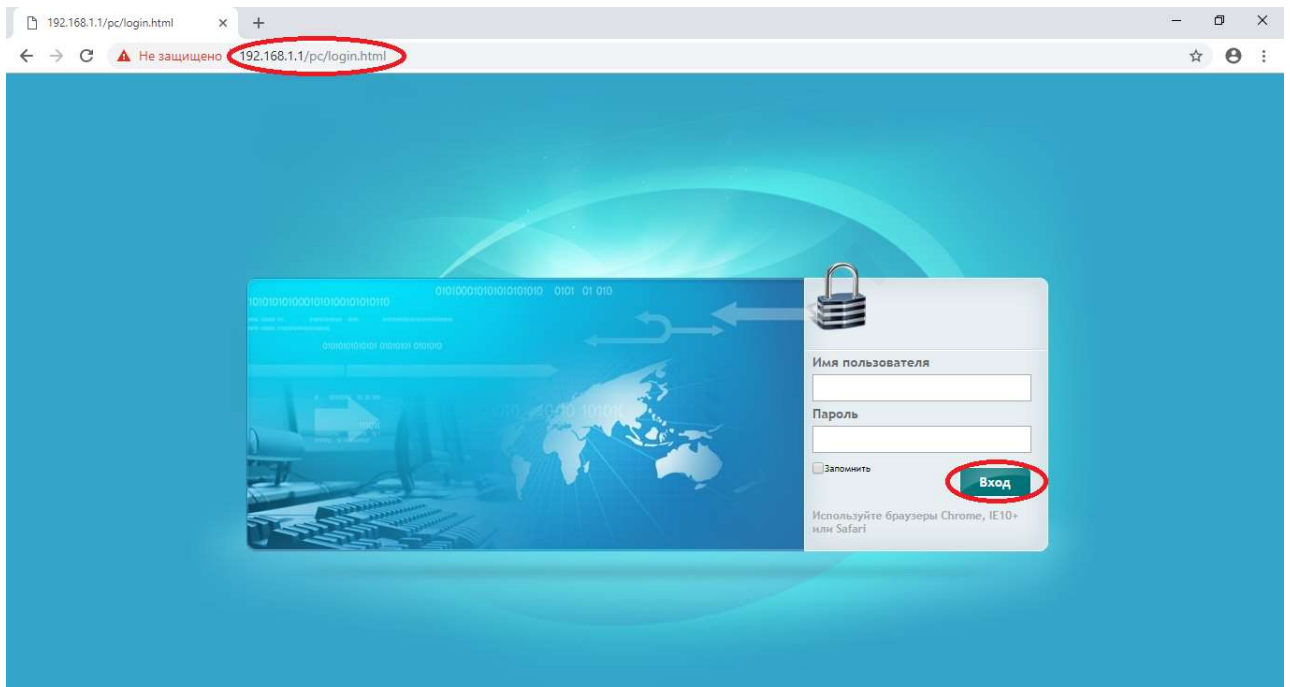 192.168.1.1/pc/login.html
Не защищено 192.168.1.1/pc/login.html
0101000101010101010 0101 01 010
Имя пользователя
Пароль
Запомнить
Вход
Используйте браузеры Chrome, IE10+
или Safari